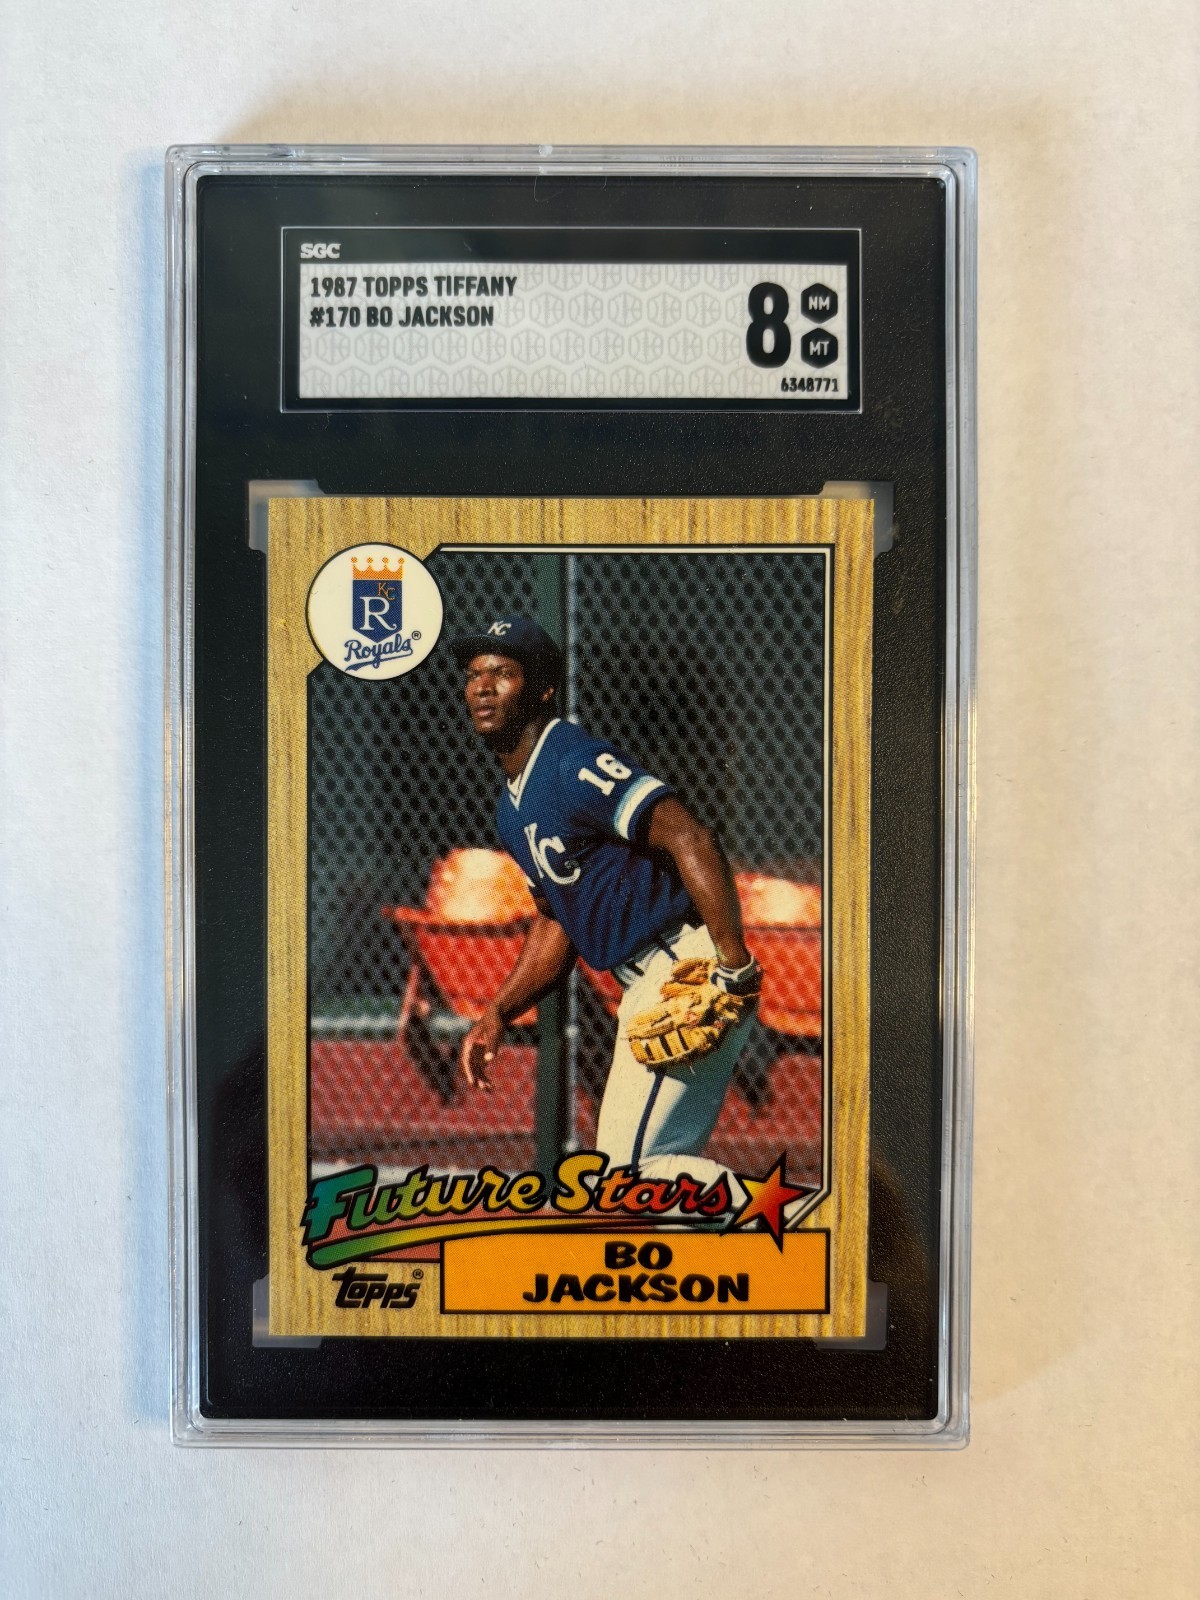 SGC
1987 TOPPS TIFFANY
#170 BO JACKSON
8 NM
MT
6348771
KC
R
Royals®
KC
16
KC
Future Stars
Topps®
BO
JACKSON